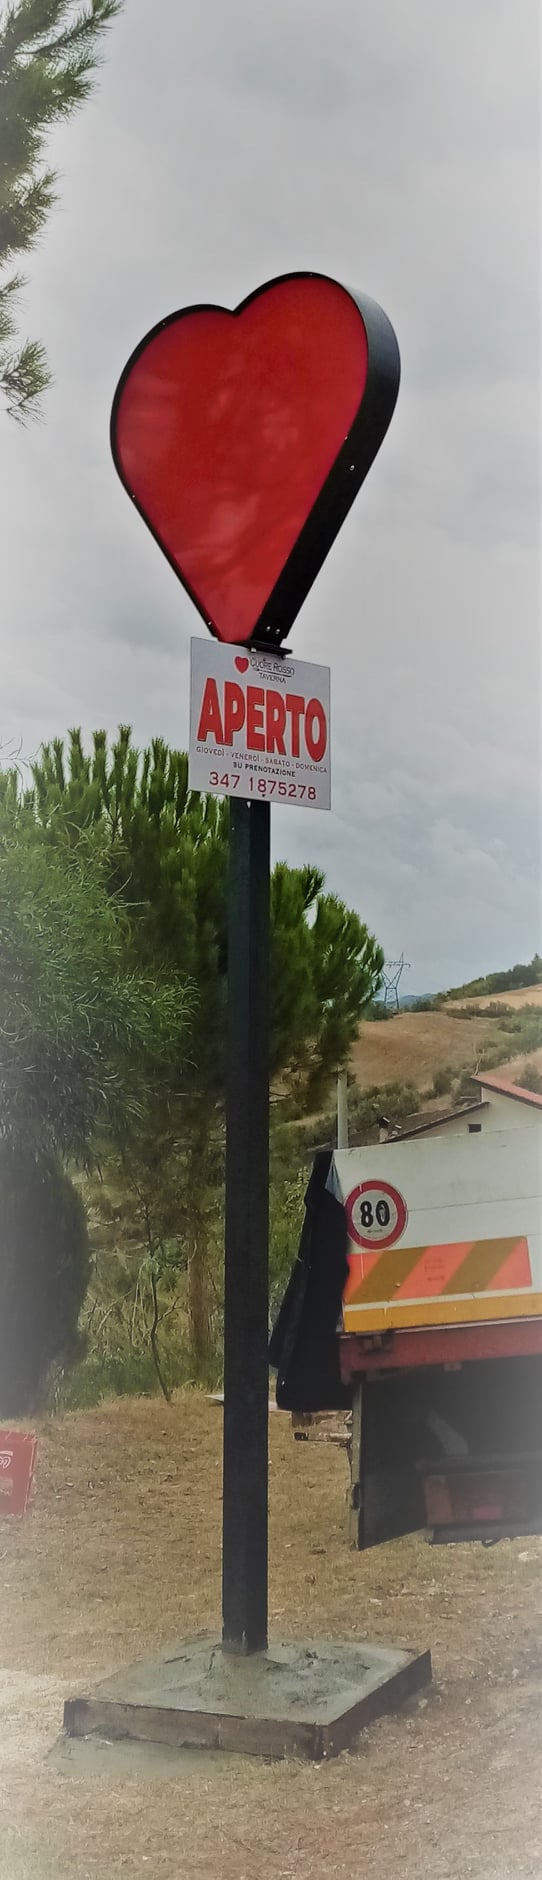 CUORE ROSSO
TAVERNA
APERTO
GIOVEDÌ - VENERDÌ - SABATO - DOMENICA
SU PRENOTAZIONE
347 1875278
80